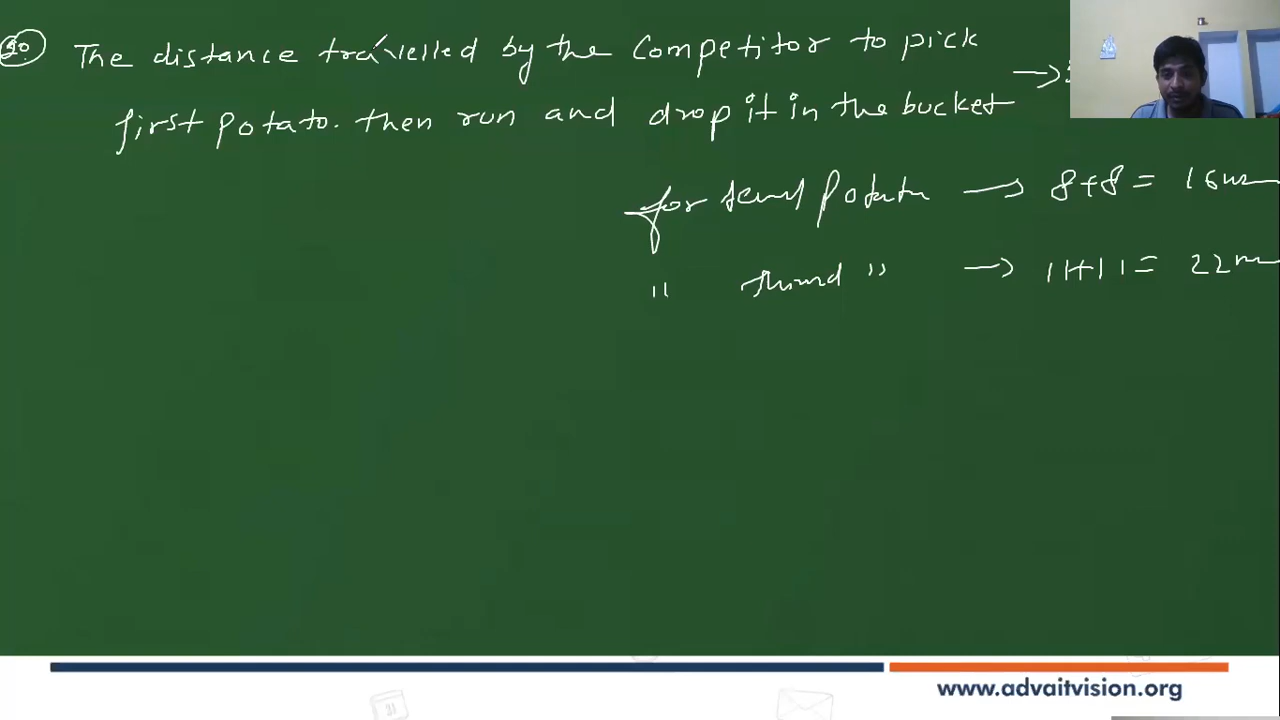 20 The distance travelled by the competitor to pick →
first potato. then run and drop it in the bucket
for second potato → 8+8 = 16m
" third " → 11+11 = 22m
www.advaitvision.org